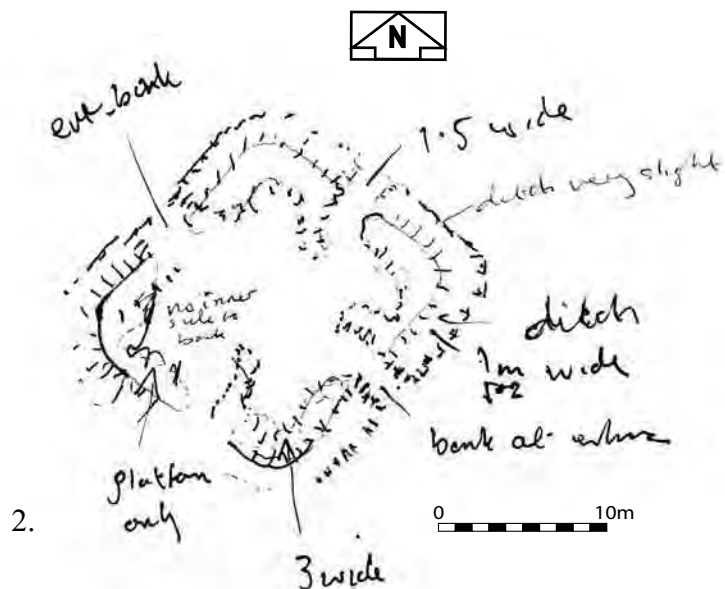 N
ext. bank
1.5 wide
ditch very slight
no inner
side to
bank
ditch
1m wide
bank at
platform
only
2.
0 10m
3 wide